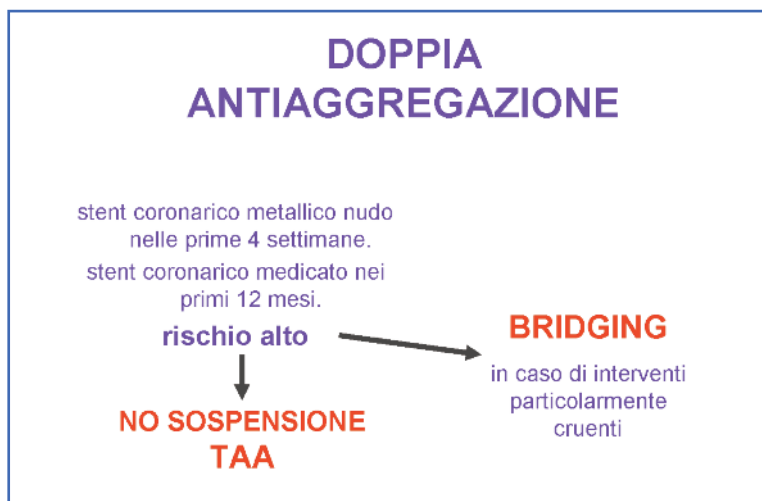 DOPPIA
ANTIAGGREGAZIONE
stent coronarico metallico nudo
nelle prime 4 settimane.
stent coronarico medicato nei
primi 12 mesi.
rischio alto
NO SOSPENSIONE
TAA
BRIDGING
in caso di interventi
particolarmente
cruenti